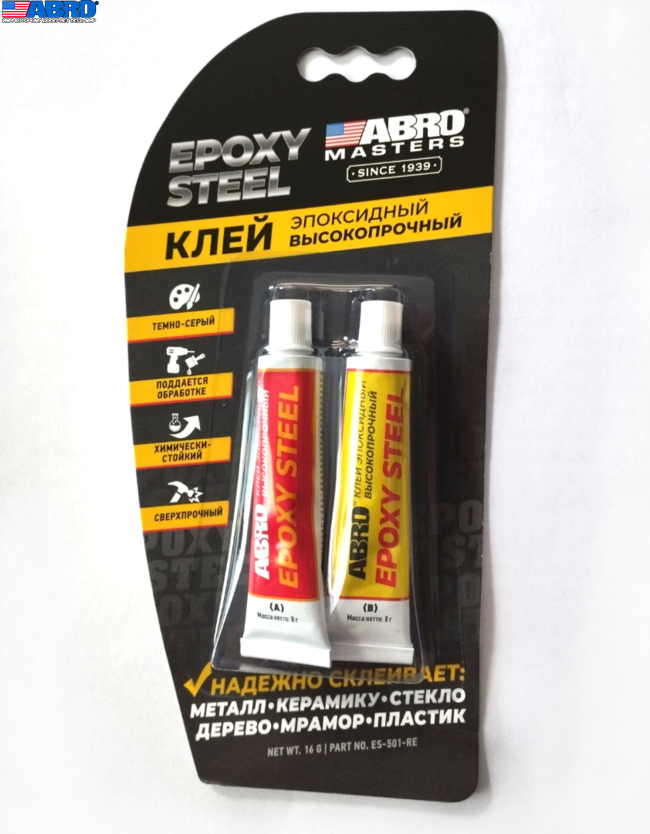 ABRO®
ABRO®
MASTERS
·SINCE 1939·
EPOXY
STEEL
КЛЕЙ
ЭПОКСИДНЫЙ
ВЫСОКОПРОЧНЫЙ
ТЕМНО-СЕРЫЙ
ПОДДАЕТСЯ
ОБРАБОТКЕ
ХИМИЧЕСКИ-
СТОЙКИЙ
СВЕРХПРОЧНЫЙ
ABRO
ВЫСОКОПРОЧНЫЙ
EPOXY STEEL
(A)
Масса нетто: 8 г
ABRO®
КЛЕЙ ЭПОКСИДНЫЙ
ВЫСОКОПРОЧНЫЙ
EPOXY STEEL
(B)
Масса нетто: 8 г
НАДЕЖНО СКЛЕИВАЕТ:
МЕТАЛЛ·КЕРАМИКУ·СТЕКЛО
ДЕРЕВО·МРАМОР·ПЛАСТИК
NET WT. 16 G | PART NO. ES-501-RE